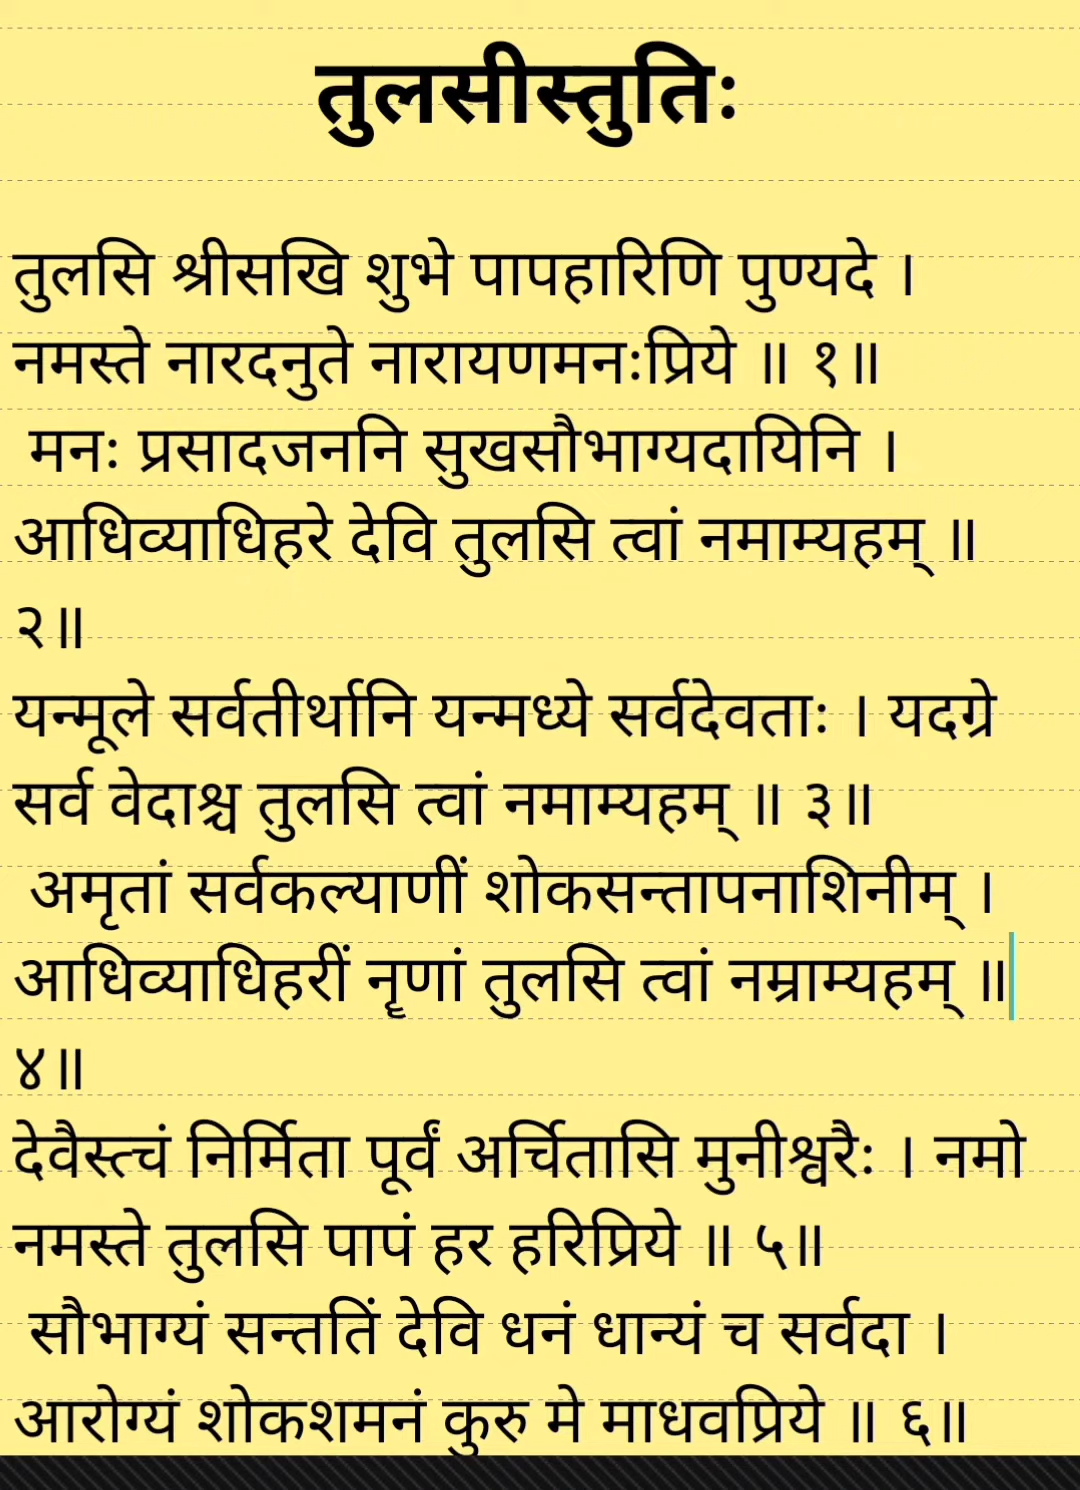 तुलसीस्तुतिः
तुलसि श्रीसखि शुभे पापहारिणि पुण्यदे ।
नमस्ते नारदनुते नारायणमनःप्रिये ॥ १॥
मनः प्रसादजननि सुखसौभाग्यदायिनि ।
आधिव्याधिहरे देवि तुलसि त्वां नमाम्यहम् ॥
२॥
यन्मूले सर्वतीर्थानि यन्मध्ये सर्वदेवताः । यदग्रे
सर्व वेदाश्च तुलसि त्वां नमाम्यहम् ॥ ३॥
अमृतां सर्वकल्याणीं शोकसन्तापनाशिनीम् ।
आधिव्याधिहरीं नॄणां तुलसि त्वां नम्राम्यहम् ॥
४॥
देवैस्त्चं निर्मिता पूर्वं अर्चितासि मुनीश्वरैः । नमो
नमस्ते तुलसि पापं हर हरिप्रिये ॥ ५॥
सौभाग्यं सन्ततिं देवि धनं धान्यं च सर्वदा ।
आरोग्यं शोकशमनं कुरु मे माधवप्रिये ॥ ६॥